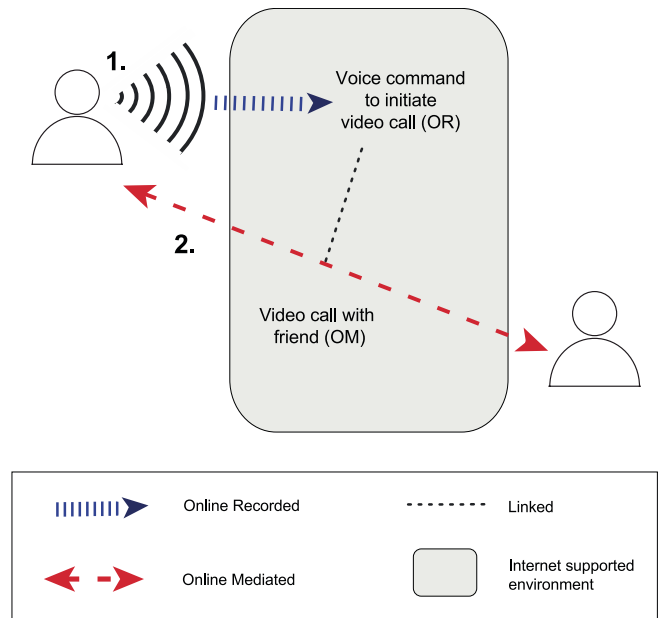 1.
Voice command
to initiate
video call (OR)
2.
Video call with
friend (OM)
Online Recorded
Linked
Online Mediated
Internet supported
environment